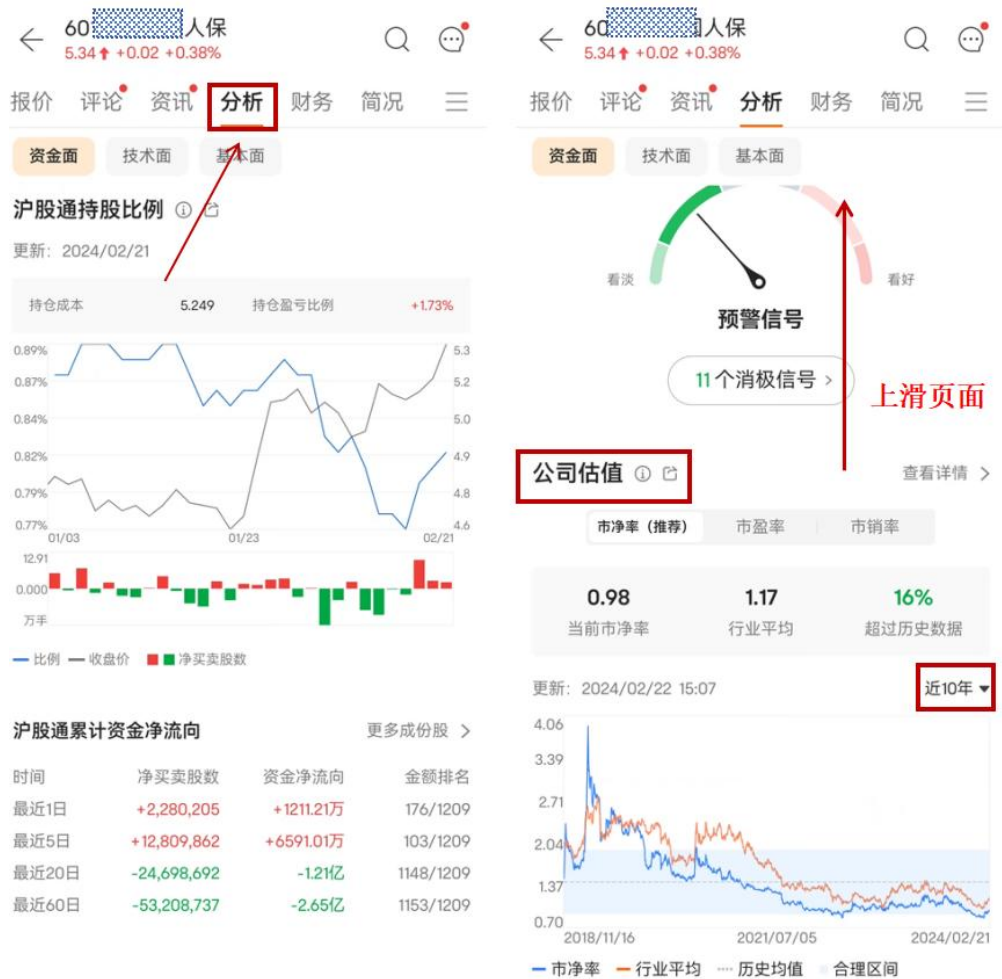 60 人保
5.34 +0.02 +0.38%
报价 评论 资讯 分析 财务 简况
资金面 技术面 基本面
沪股通持股比例
更新：2024/02/21
持仓成本 5.249 持仓盈亏比例 +1.73%
0.89% 5.3
0.87% 5.2
0.84% 5.0
0.82% 4.9
0.79% 4.8
0.77% 4.6
01/03 01/23 02/21
12.91
0.000
万手
比例 收盘价 净买卖股数
沪股通累计资金净流向 更多成份股
时间 净买卖股数 资金净流向 金额排名
最近1日 +2,280,205 +1211.21万 176/1209
最近5日 +12,809,862 +6591.01万 103/1209
最近20日 -24,698,692 -1.21亿 1148/1209
最近60日 -53,208,737 -2.65亿 1153/1209
60 人保
5.34 +0.02 +0.38%
报价 评论 资讯 分析 财务 简况
资金面 技术面 基本面
看淡 看好
预警信号
11个消极信号
上滑页面
公司估值 查看详情
市净率（推荐） 市盈率 市销率
0.98 1.17 16%
当前市净率 行业平均 超过历史数据
更新：2024/02/22 15:07 近10年
4.06
3.39
2.71
2.04
1.37
0.70
2018/11/16 2021/07/05 2024/02/21
市净率 行业平均 历史均值 合理区间